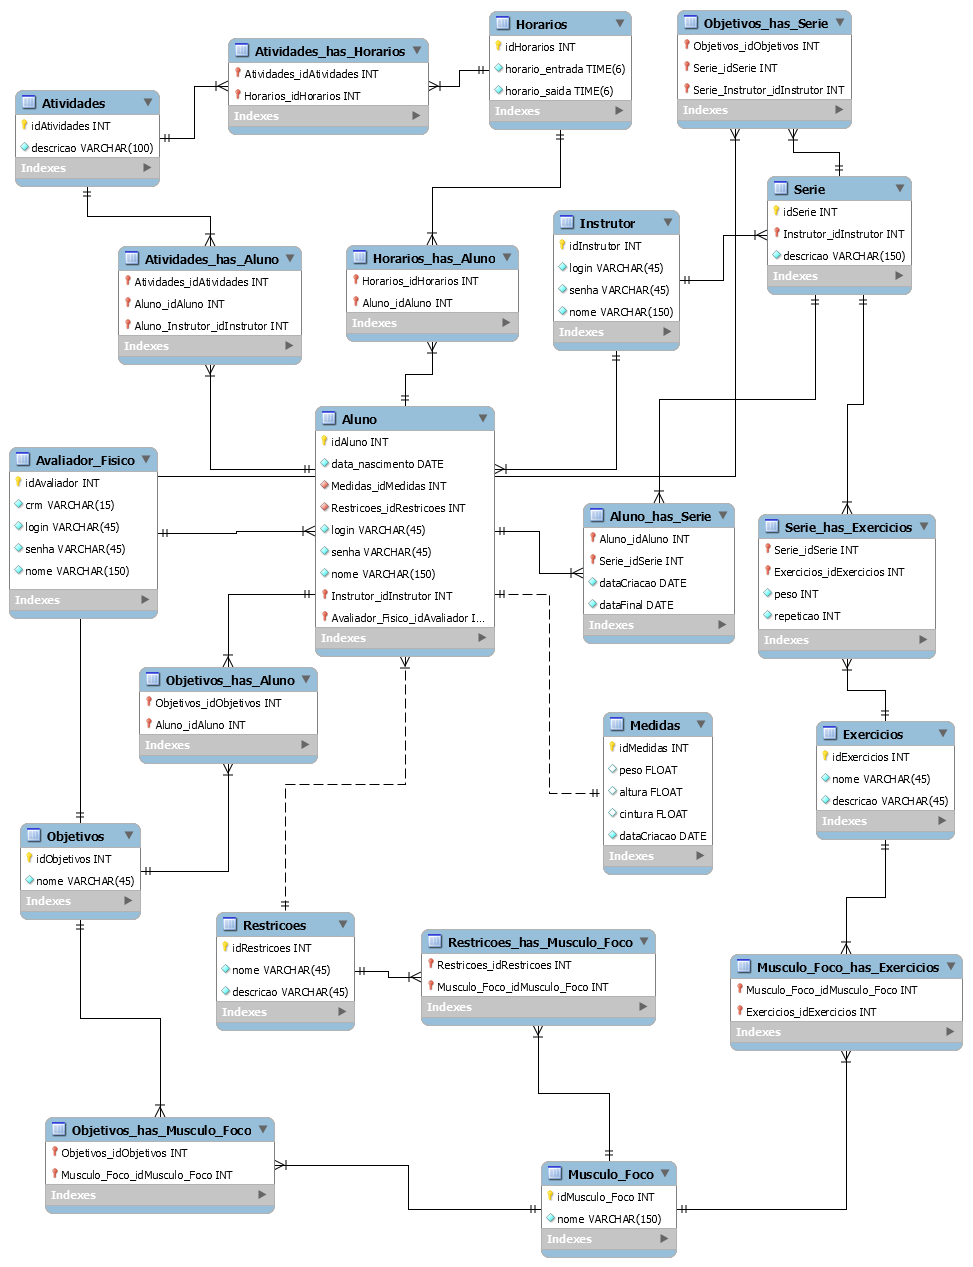 Horarios
idHorarios INT
horario_entrada TIME(6)
horario_saida TIME(6)
Indexes
Objetivos_has_Serie
Objetivos_idObjetivos INT
Serie_idSerie INT
Serie_Instrutor_idInstrutor INT
Indexes
Atividades_has_Horarios
Atividades_idAtividades INT
Horarios_idHorarios INT
Indexes
Atividades
idAtividades INT
descricao VARCHAR(100)
Indexes
Serie
idSerie INT
Instrutor_idInstrutor INT
descricao VARCHAR(150)
Indexes
Instrutor
idInstrutor INT
login VARCHAR(45)
senha VARCHAR(45)
nome VARCHAR(150)
Indexes
Atividades_has_Aluno
Atividades_idAtividades INT
Aluno_idAluno INT
Aluno_Instrutor_idInstrutor INT
Indexes
Horarios_has_Aluno
Horarios_idHorarios INT
Aluno_idAluno INT
Indexes
Aluno
idAluno INT
data_nascimento DATE
Medidas_idMedidas INT
Restricoes_idRestricoes INT
login VARCHAR(45)
senha VARCHAR(45)
nome VARCHAR(150)
Instrutor_idInstrutor INT
Avaliador_Fisico_idAvaliador I...
Indexes
Avaliador_Fisico
idAvaliador INT
crm VARCHAR(15)
login VARCHAR(45)
senha VARCHAR(45)
nome VARCHAR(150)
Indexes
Aluno_has_Serie
Aluno_idAluno INT
Serie_idSerie INT
dataCriacao DATE
dataFinal DATE
Indexes
Serie_has_Exercicios
Serie_idSerie INT
Exercicios_idExercicios INT
peso INT
repeticao INT
Indexes
Objetivos_has_Aluno
Objetivos_idObjetivos INT
Aluno_idAluno INT
Indexes
Medidas
idMedidas INT
peso FLOAT
altura FLOAT
cintura FLOAT
dataCriacao DATE
Indexes
Exercicios
idExercicios INT
nome VARCHAR(45)
descricao VARCHAR(45)
Indexes
Objetivos
idObjetivos INT
nome VARCHAR(45)
Indexes
Restricoes
idRestricoes INT
nome VARCHAR(45)
descricao VARCHAR(45)
Indexes
Restricoes_has_Musculo_Foco
Restricoes_idRestricoes INT
Musculo_Foco_idMusculo_Foco INT
Indexes
Musculo_Foco_has_Exercicios
Musculo_Foco_idMusculo_Foco INT
Exercicios_idExercicios INT
Indexes
Objetivos_has_Musculo_Foco
Objetivos_idObjetivos INT
Musculo_Foco_idMusculo_Foco INT
Indexes
Musculo_Foco
idMusculo_Foco INT
nome VARCHAR(150)
Indexes